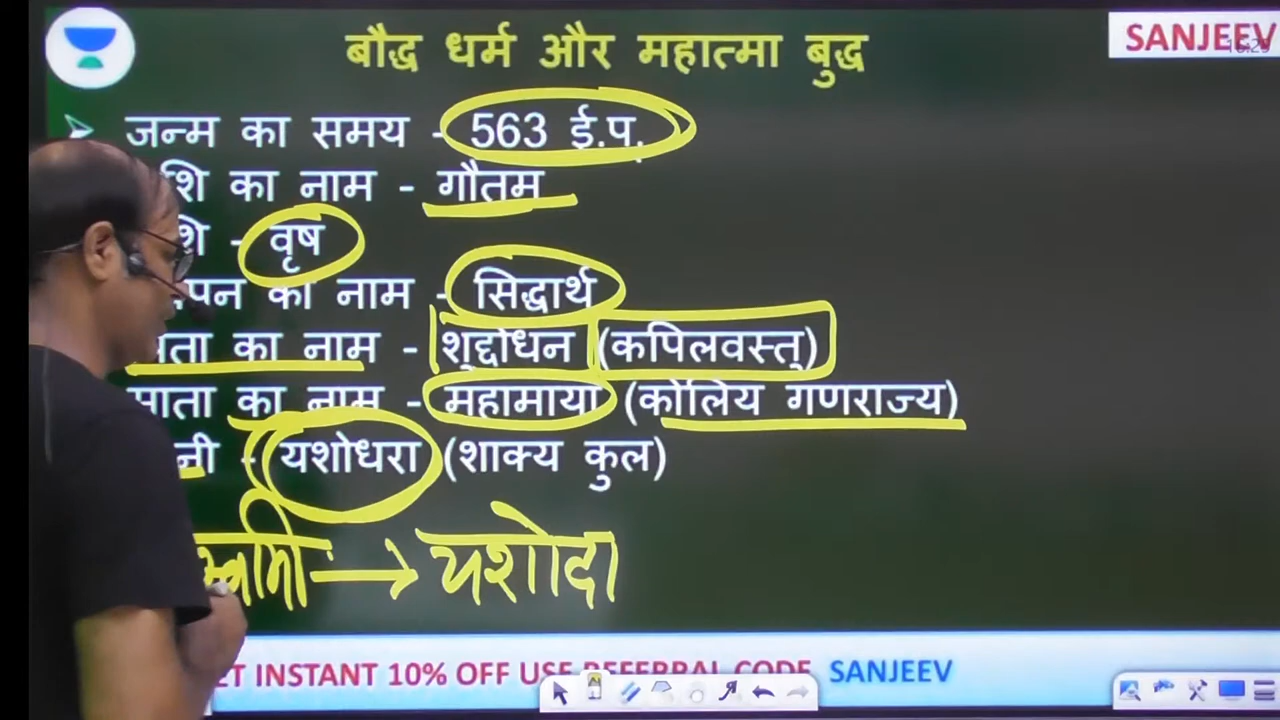 बौद्ध धर्म और महात्मा बुद्ध
SANJEEV
जन्म का समय - 563 ई.पू.
शि का नाम - गौतम
शि - वृष
पन का नाम - सिद्धार्थ
ता का नाम - शुद्दोधन (कपिलवस्तु)
माता का नाम - महामाया (कोलिय गणराज्य)
नी - यशोधरा (शाक्य कुल)
स्वामी → यशोदा
ET INSTANT 10% OFF USE REFERRAL CODE SANJEEV